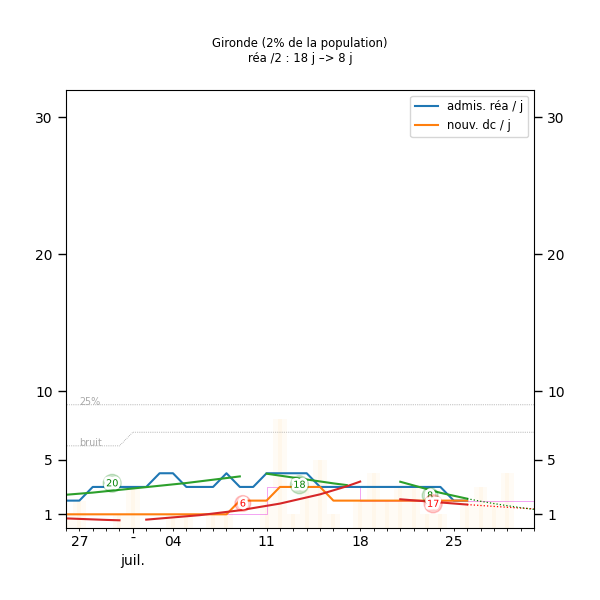 Gironde (2% de la population)
réa /2 : 18 j –> 8 j
admis. réa / j
nouv. dc / j
30 30
20 20
10 10
25%
bruit
5 5
20 18 8
6 17
1 1
27 - 04 11 18 25
juil.